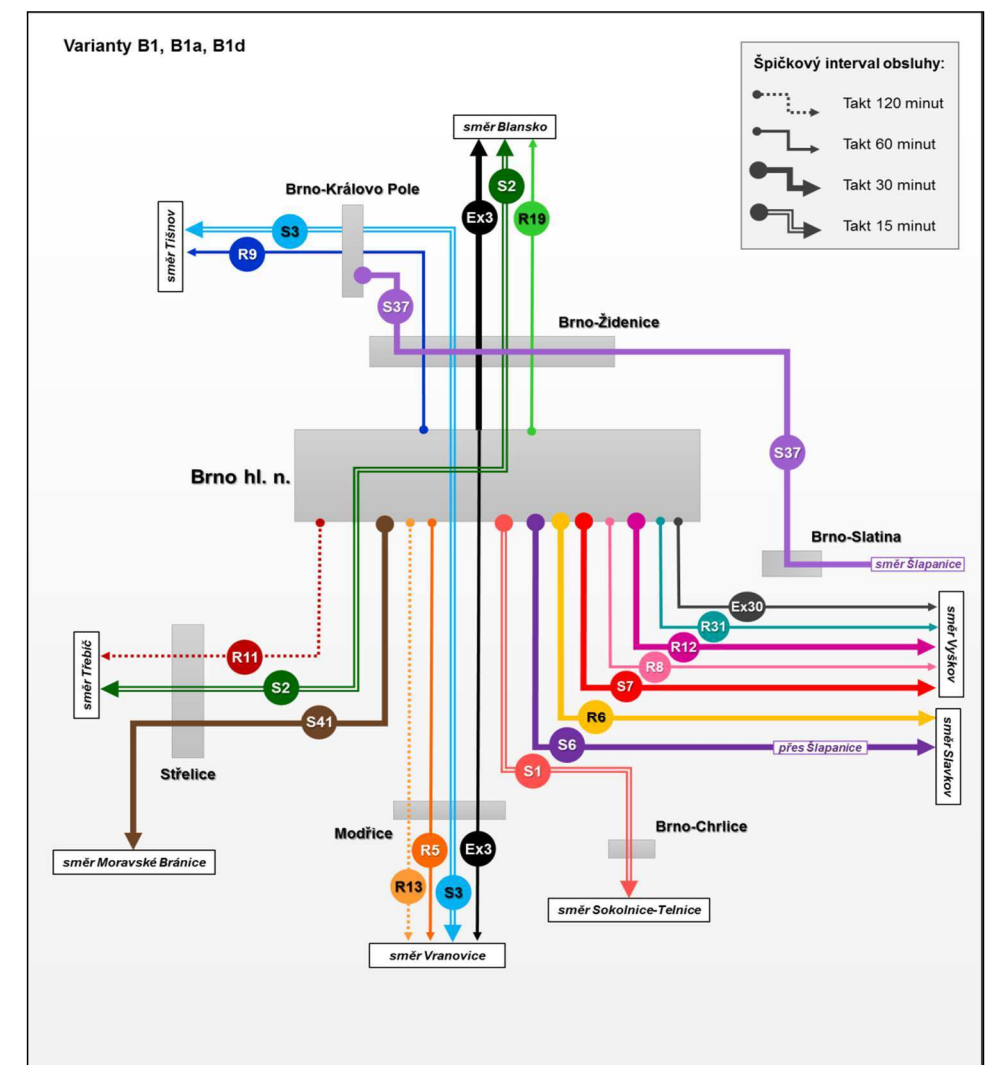 Varianty B1, B1a, B1d
Špičkový interval obsluhy:
Takt 120 minut
Takt 60 minut
Takt 30 minut
Takt 15 minut
směr Blansko
S2
Brno-Královo Pole
Ex3
R19
směr Tišnov
S3
R9
S37
Brno-Židenice
S37
Brno hl. n.
Brno-Slatina
směr Šlapanice
Ex30
směr Vyškov
R31
R12
R8
S7
směr Třebíč
R11
S2
S41
R6
směr Slavkov
S6
přes Šlapanice
S1
Střelice
Modřice
Brno-Chrlice
R5
Ex3
směr Moravské Bránice
R13
S3
směr Sokolnice-Telnice
směr Vranovice